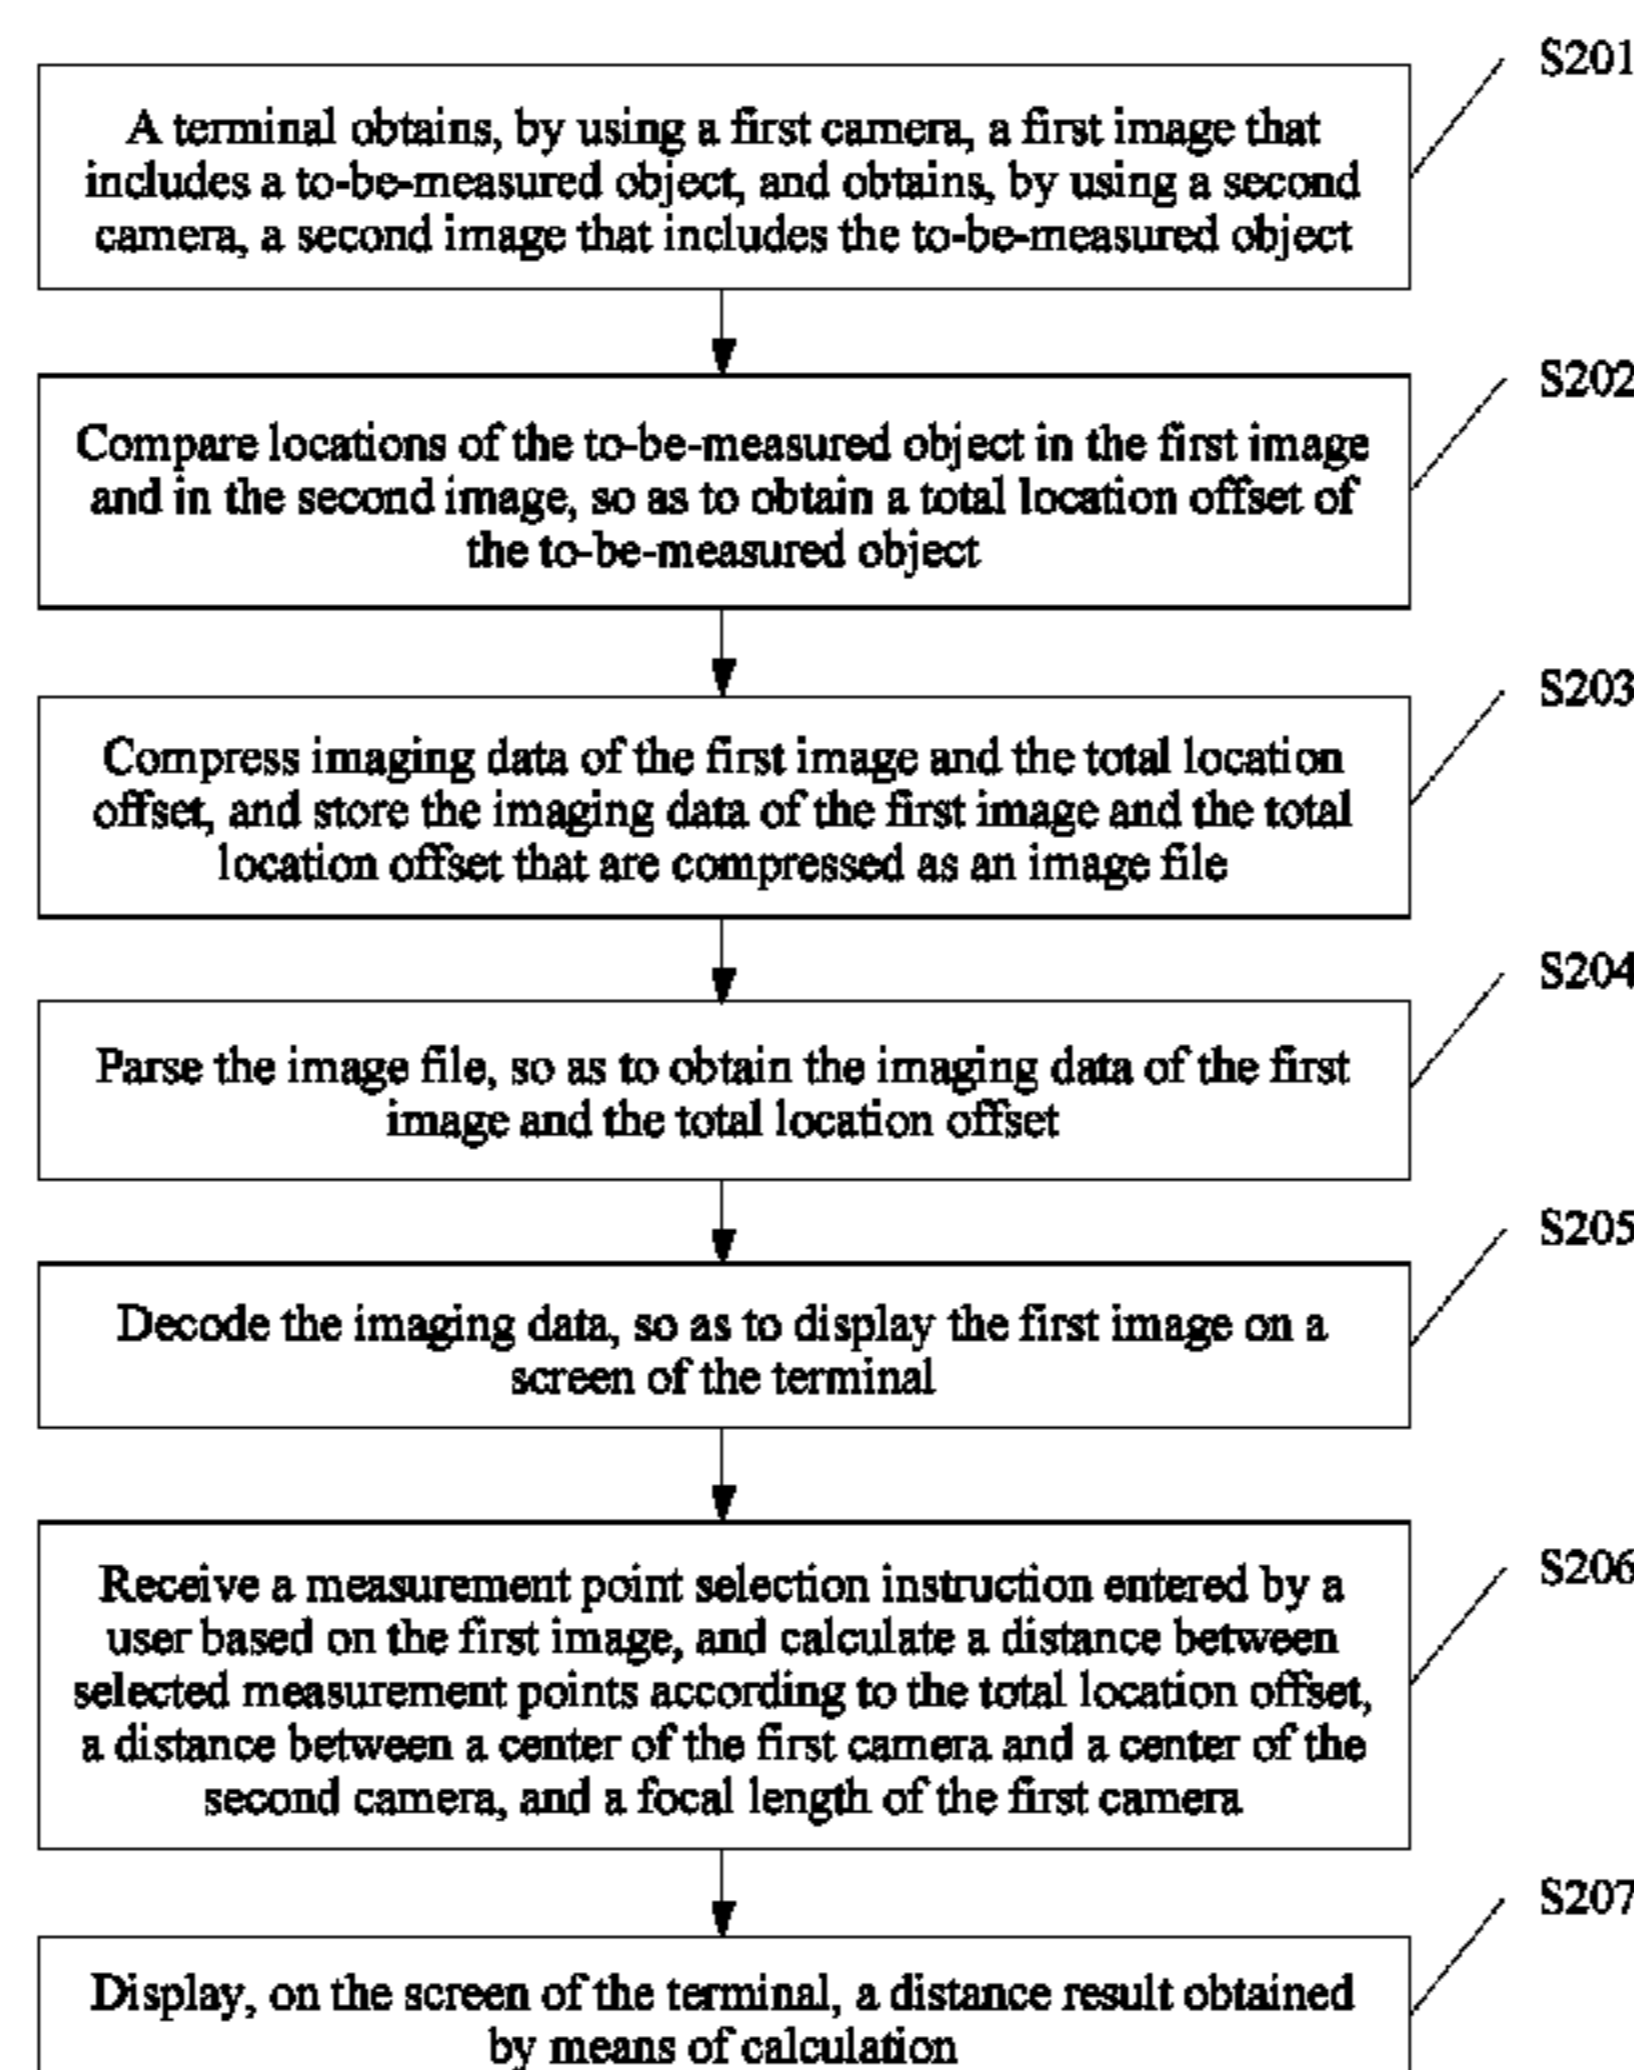 S201
A terminal obtains, by using a first camera, a first image that
includes a to-be-measured object, and obtains, by using a second
camera, a second image that includes the to-be-measured object
S202
Compare locations of the to-be-measured object in the first image
and in the second image, so as to obtain a total location offset of
the to-be-measured object
S203
Compress imaging data of the first image and the total location
offset, and store the imaging data of the first image and the total
location offset that are compressed as an image file
S204
Parse the image file, so as to obtain the imaging data of the first
image and the total location offset
S205
Decode the imaging data, so as to display the first image on a
screen of the terminal
S206
Receive a measurement point selection instruction entered by a
user based on the first image, and calculate a distance between
selected measurement points according to the total location offset,
a distance between a center of the first camera and a center of the
second camera, and a focal length of the first camera
S207
Display, on the screen of the terminal, a distance result obtained
by means of calculation